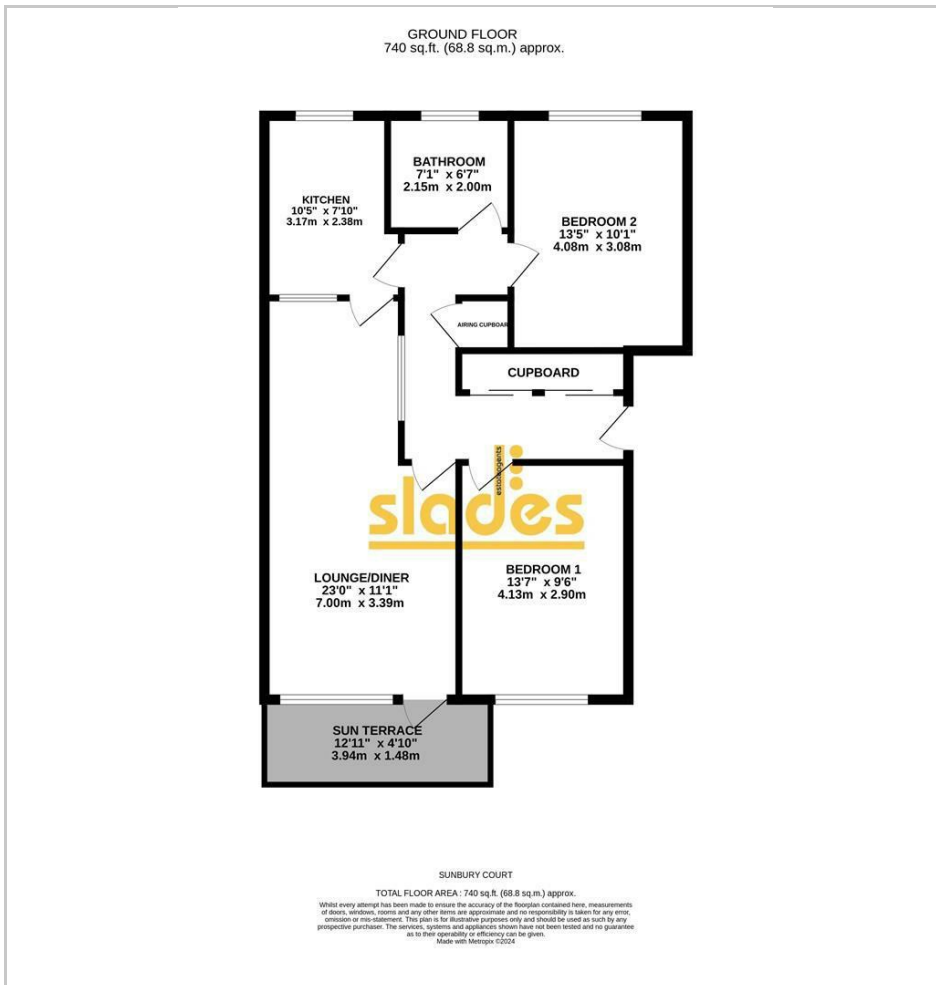 GROUND FLOOR
740 sq.ft. (68.8 sq.m.) approx.
BATHROOM
7'1" x 6'7"
2.15m x 2.00m
KITCHEN
10'5" x 7'10"
3.17m x 2.38m
BEDROOM 2
13'5" x 10'1"
4.08m x 3.08m
AIRING CUPBOAR
CUPBOARD
estateagents
slades
LOUNGE/DINER
23'0" x 11'1"
7.00m x 3.39m
BEDROOM 1
13'7" x 9'6"
4.13m x 2.90m
SUN TERRACE
12'11" x 4'10"
3.94m x 1.48m
SUNBURY COURT
TOTAL FLOOR AREA : 740 sq.ft. (68.8 sq.m.) approx.
Whilst every attempt has been made to ensure the accuracy of the floorplan contained here, measurements
of doors, windows, rooms and any other items are approximate and no responsibility is taken for any error,
omission or mis-statement. This plan is for illustrative purposes only and should be used as such by any
prospective purchaser. The services, systems and appliances shown have not been tested and no guarantee
as to their operability or efficiency can be given.
Made with Metropix ©2024